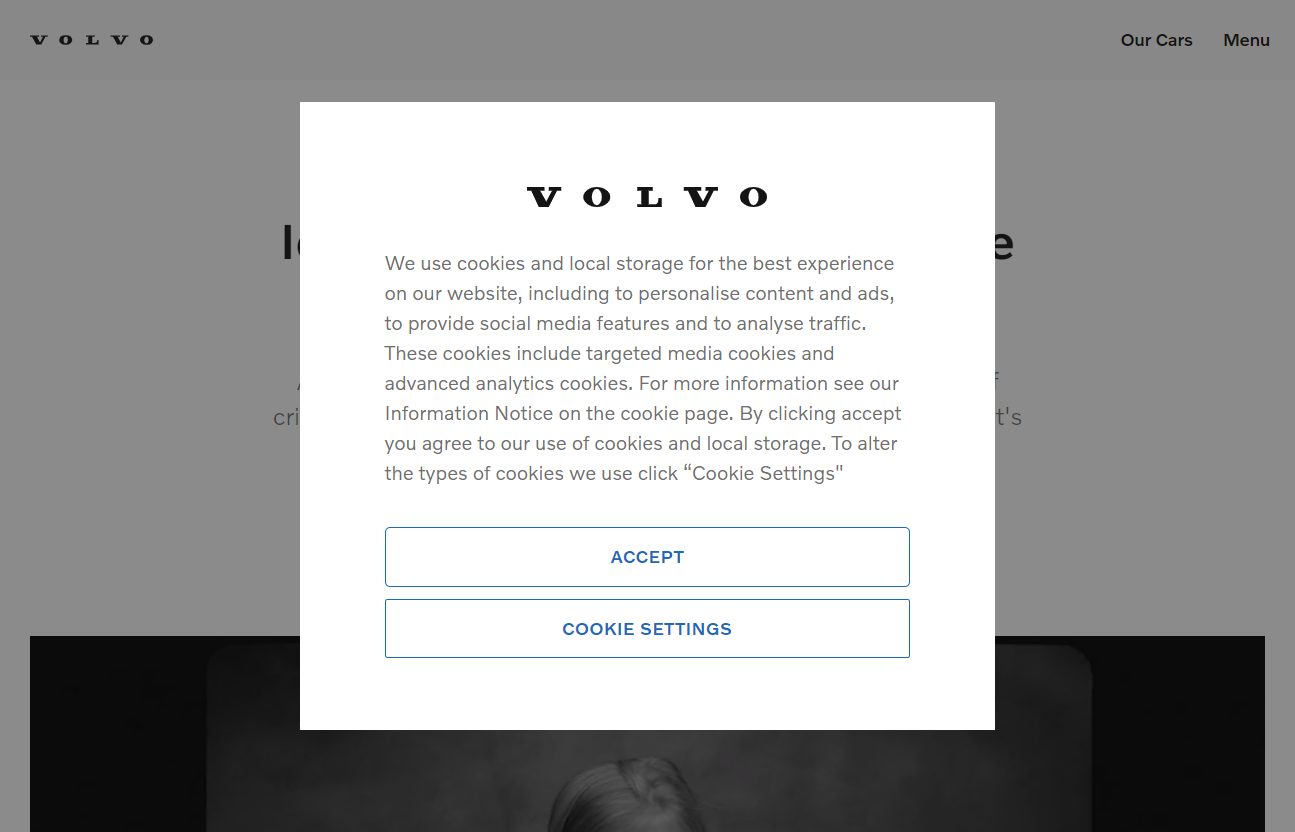 VOLVO
Our Cars
Menu
VOLVO
We use cookies and local storage for the best experience
on our website, including to personalise content and ads,
to provide social media features and to analyse traffic.
These cookies include targeted media cookies and
advanced analytics cookies. For more information see our
Information Notice on the cookie page. By clicking accept
you agree to our use of cookies and local storage. To alter
the types of cookies we use click “Cookie Settings"
ACCEPT
COOKIE SETTINGS